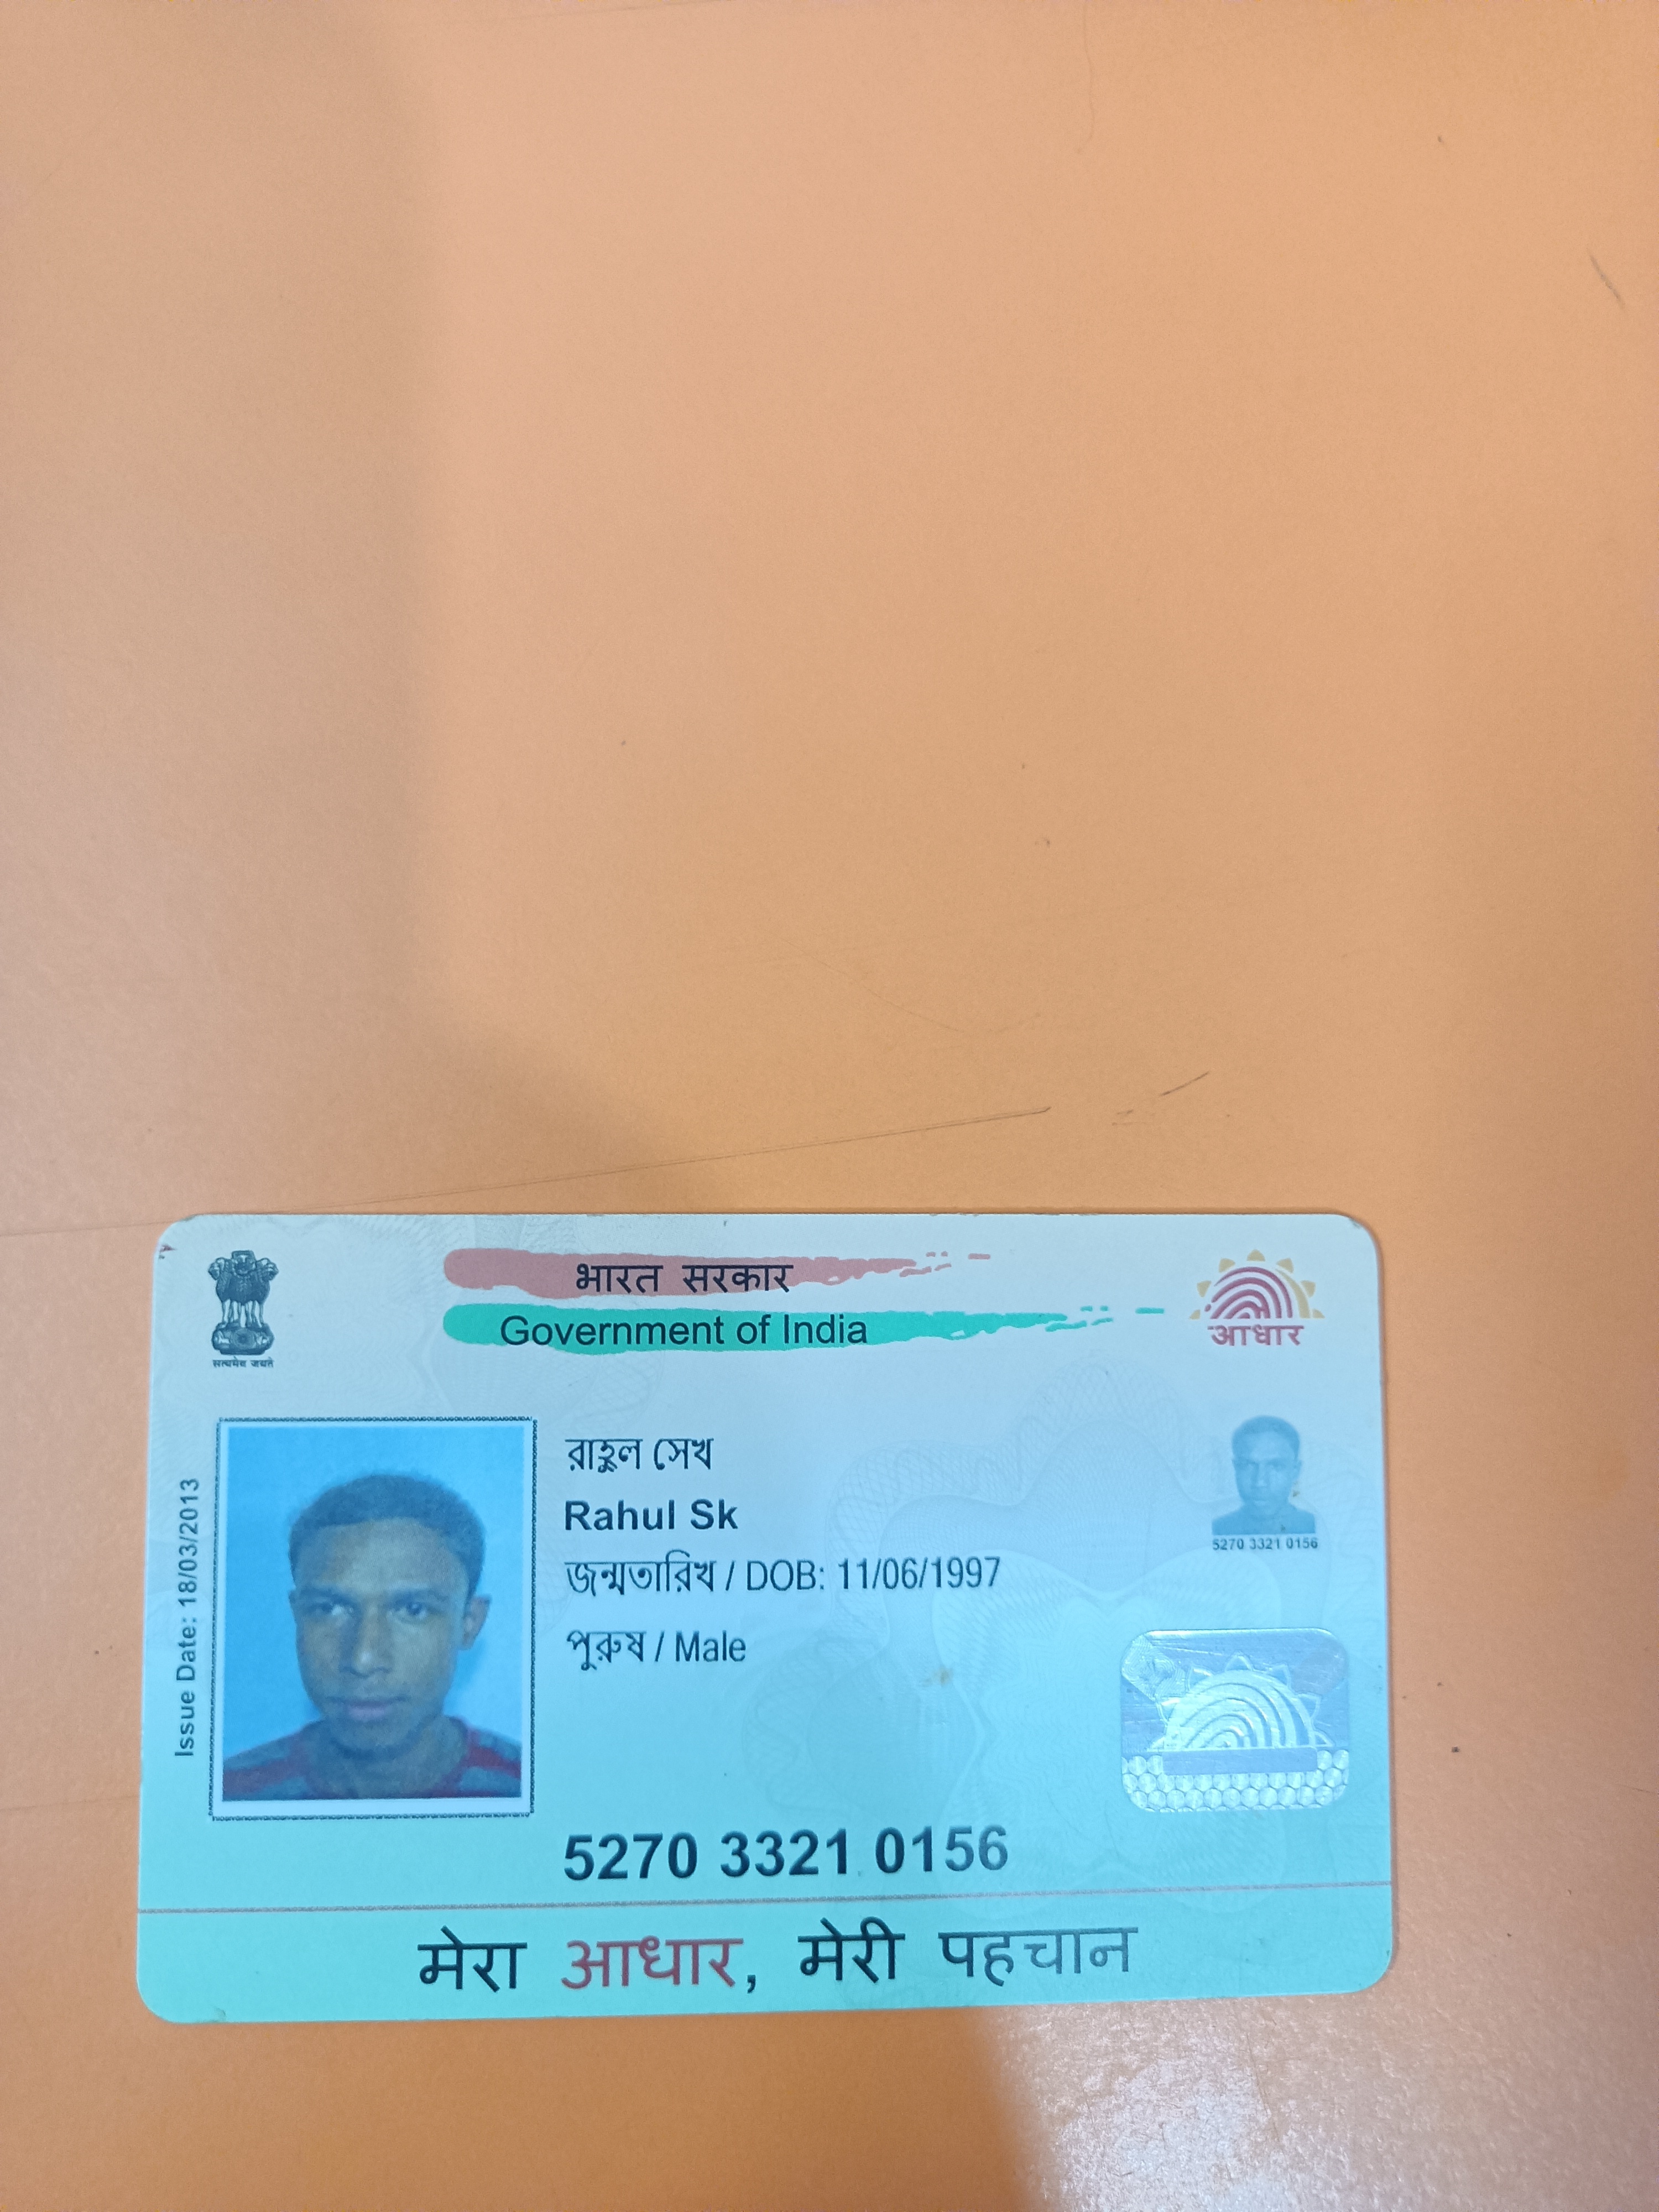 भारत सरकार
Government of India
सत्यमेव जयते
आधार
রাহুল সেখ
Rahul Sk
জন্মতারিখ / DOB: 11/06/1997
পুরুষ / Male
Issue Date: 18/03/2013
5270 3321 0156
5270 3321 0156
मेरा आधार, मेरी पहचान